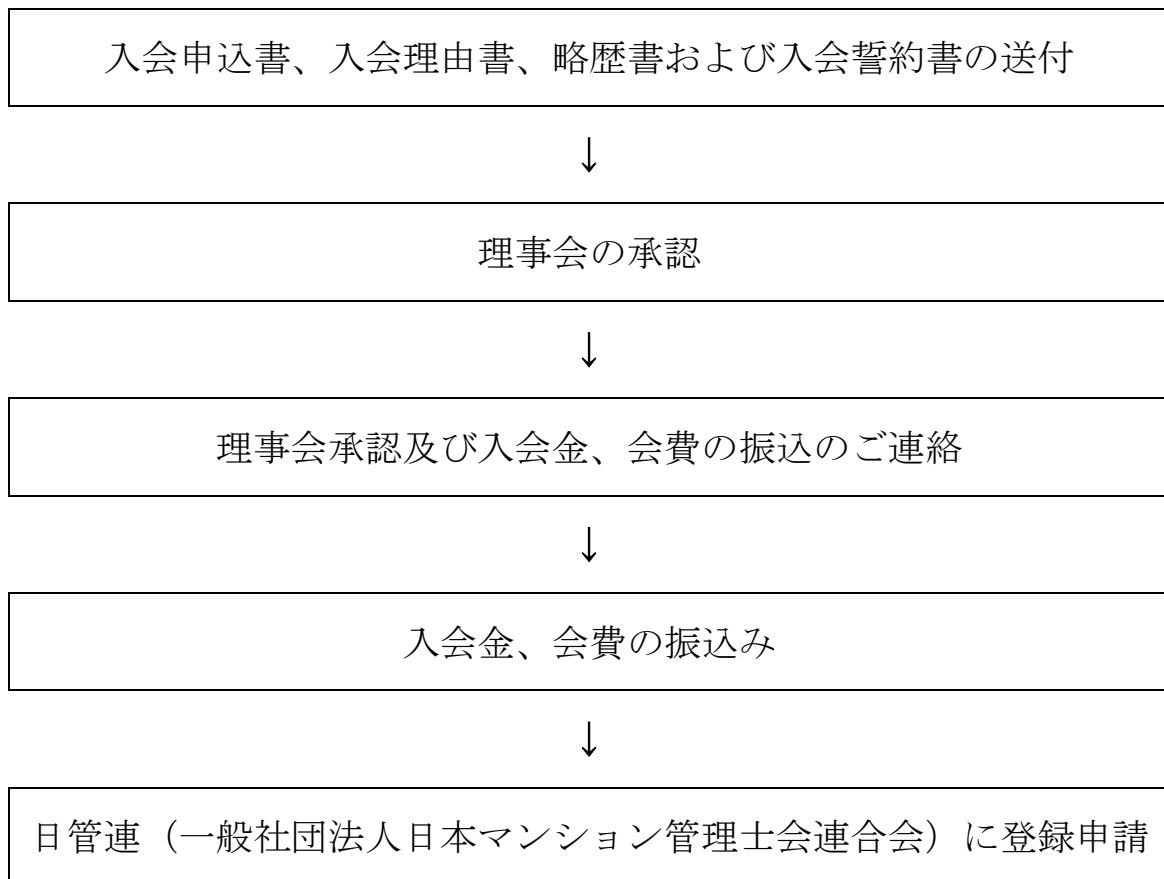 入会申込書、入会理由書、略歴書および入会誓約書の送付
↓
理事会の承認
↓
理事会承認及び入会金、会費の振込のご連絡
↓
入会金、会費の振込み
↓
日管連（一般社団法人日本マンション管理士会連合会）に登録申請